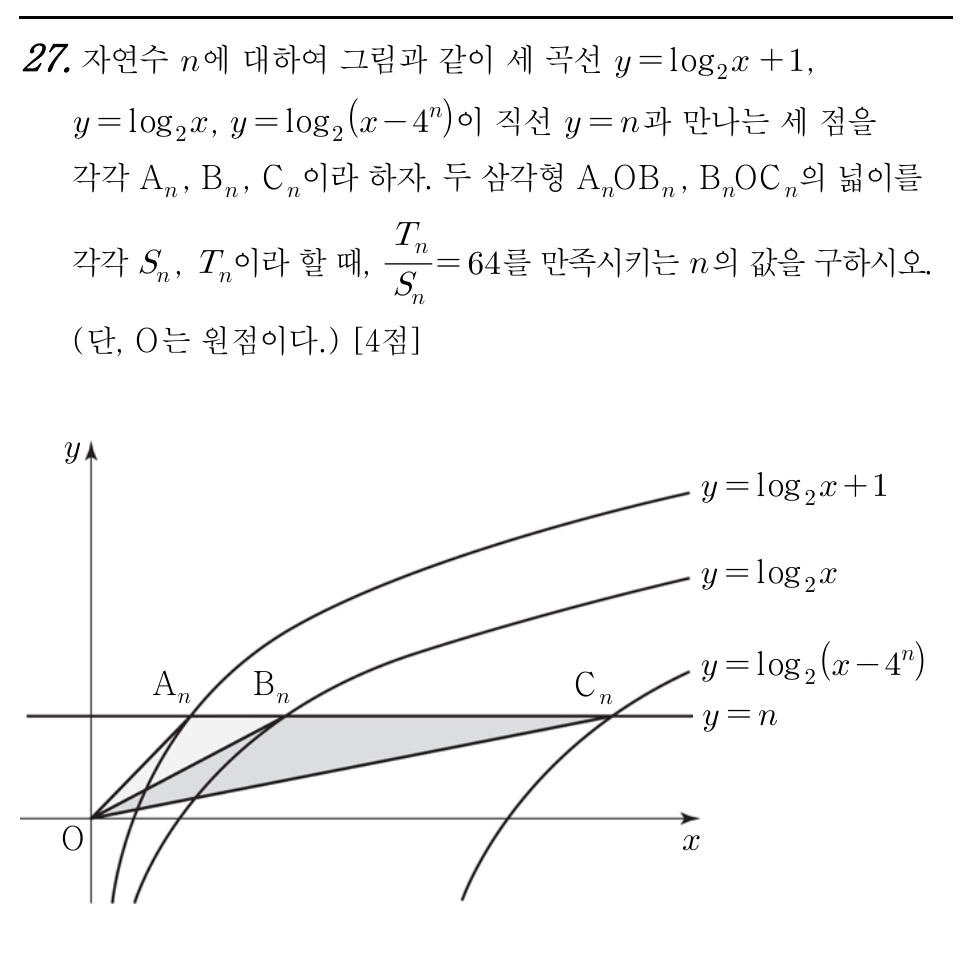 27. 자연수 n에 대하여 그림과 같이 세 곡선 y=log₂x+1,
y=log₂x, y=log₂(x-4ⁿ)이 직선 y=n과 만나는 세 점을
각각 Aₙ, Bₙ, Cₙ이라 하자. 두 삼각형 AₙOBₙ, BₙOCₙ의 넓이를
각각 Sₙ, Tₙ이라 할 때, Tₙ/Sₙ=64를 만족시키는 n의 값을 구하시오.
(단, O는 원점이다.) [4점]
y
y=log₂x+1
y=log₂x
Aₙ Bₙ Cₙ y=log₂(x-4ⁿ)
y=n
O x